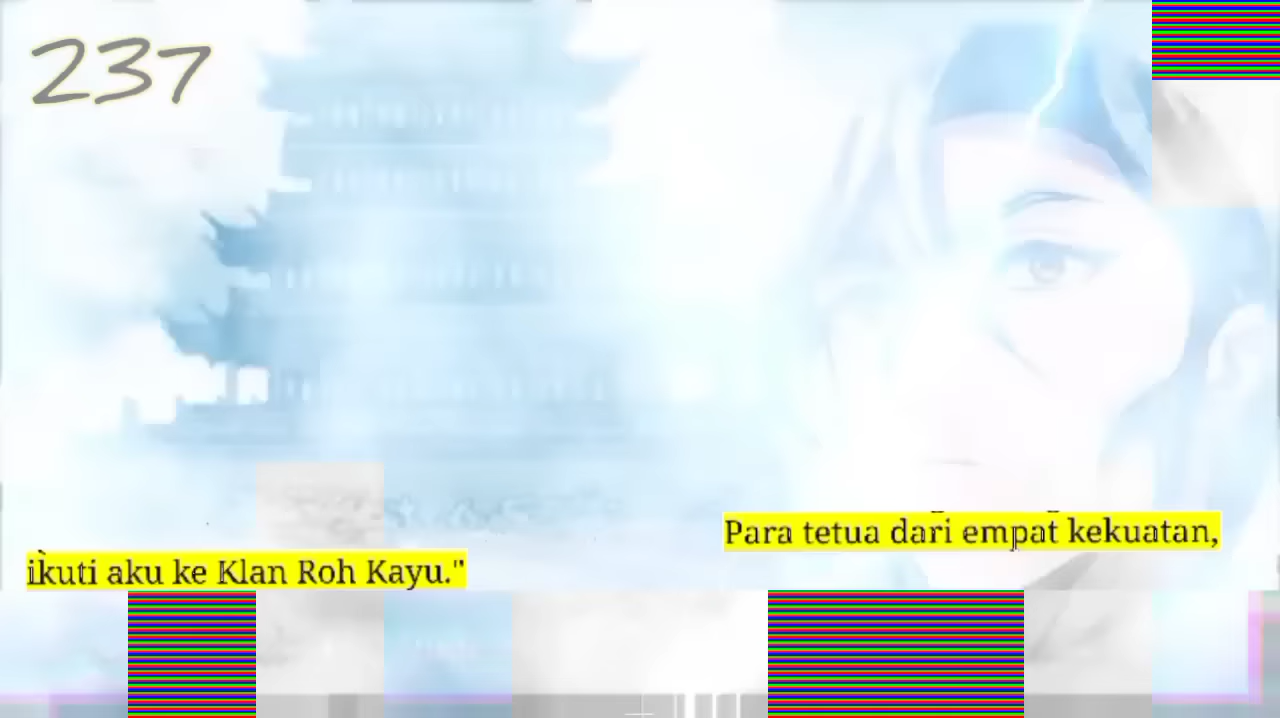 237
Para tetua dari empat kekuatan,
ikuti aku ke Klan Roh Kayu."